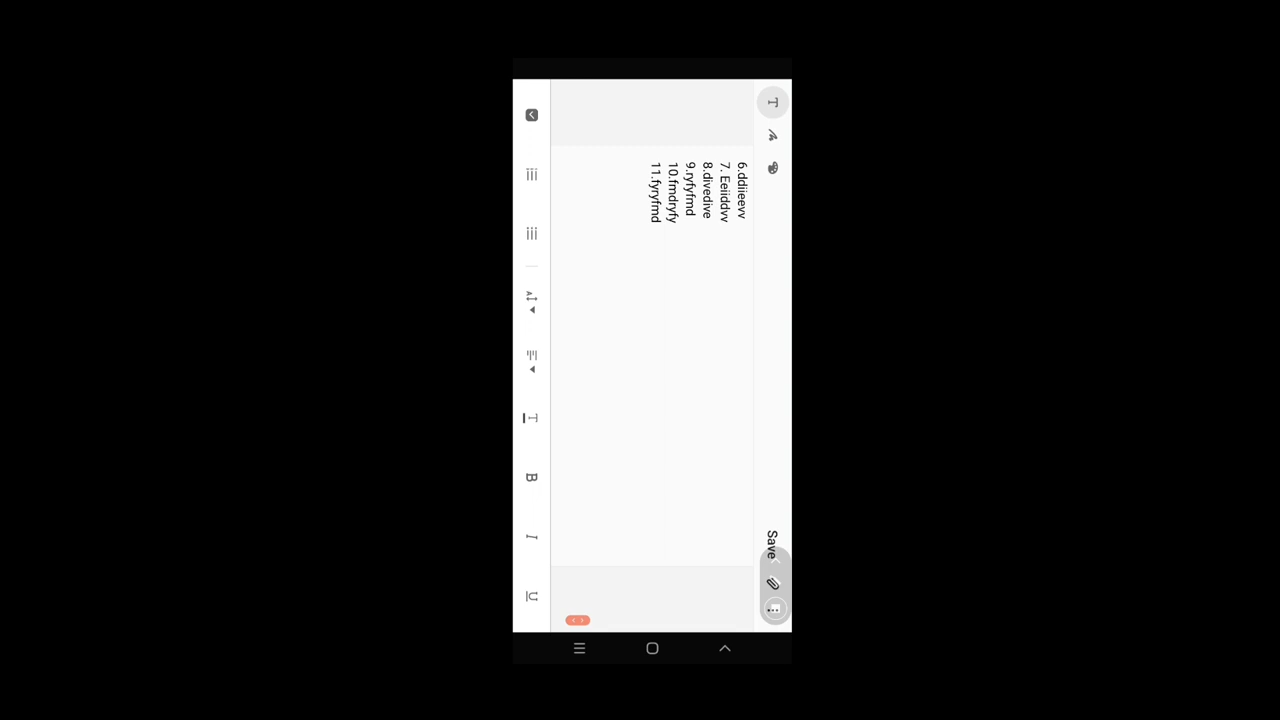 Save
6.ddiieevv
7. Eeiiddvv
8.divedive
9.ryfyfmd
10.fmdryfy
11.fyryfmd